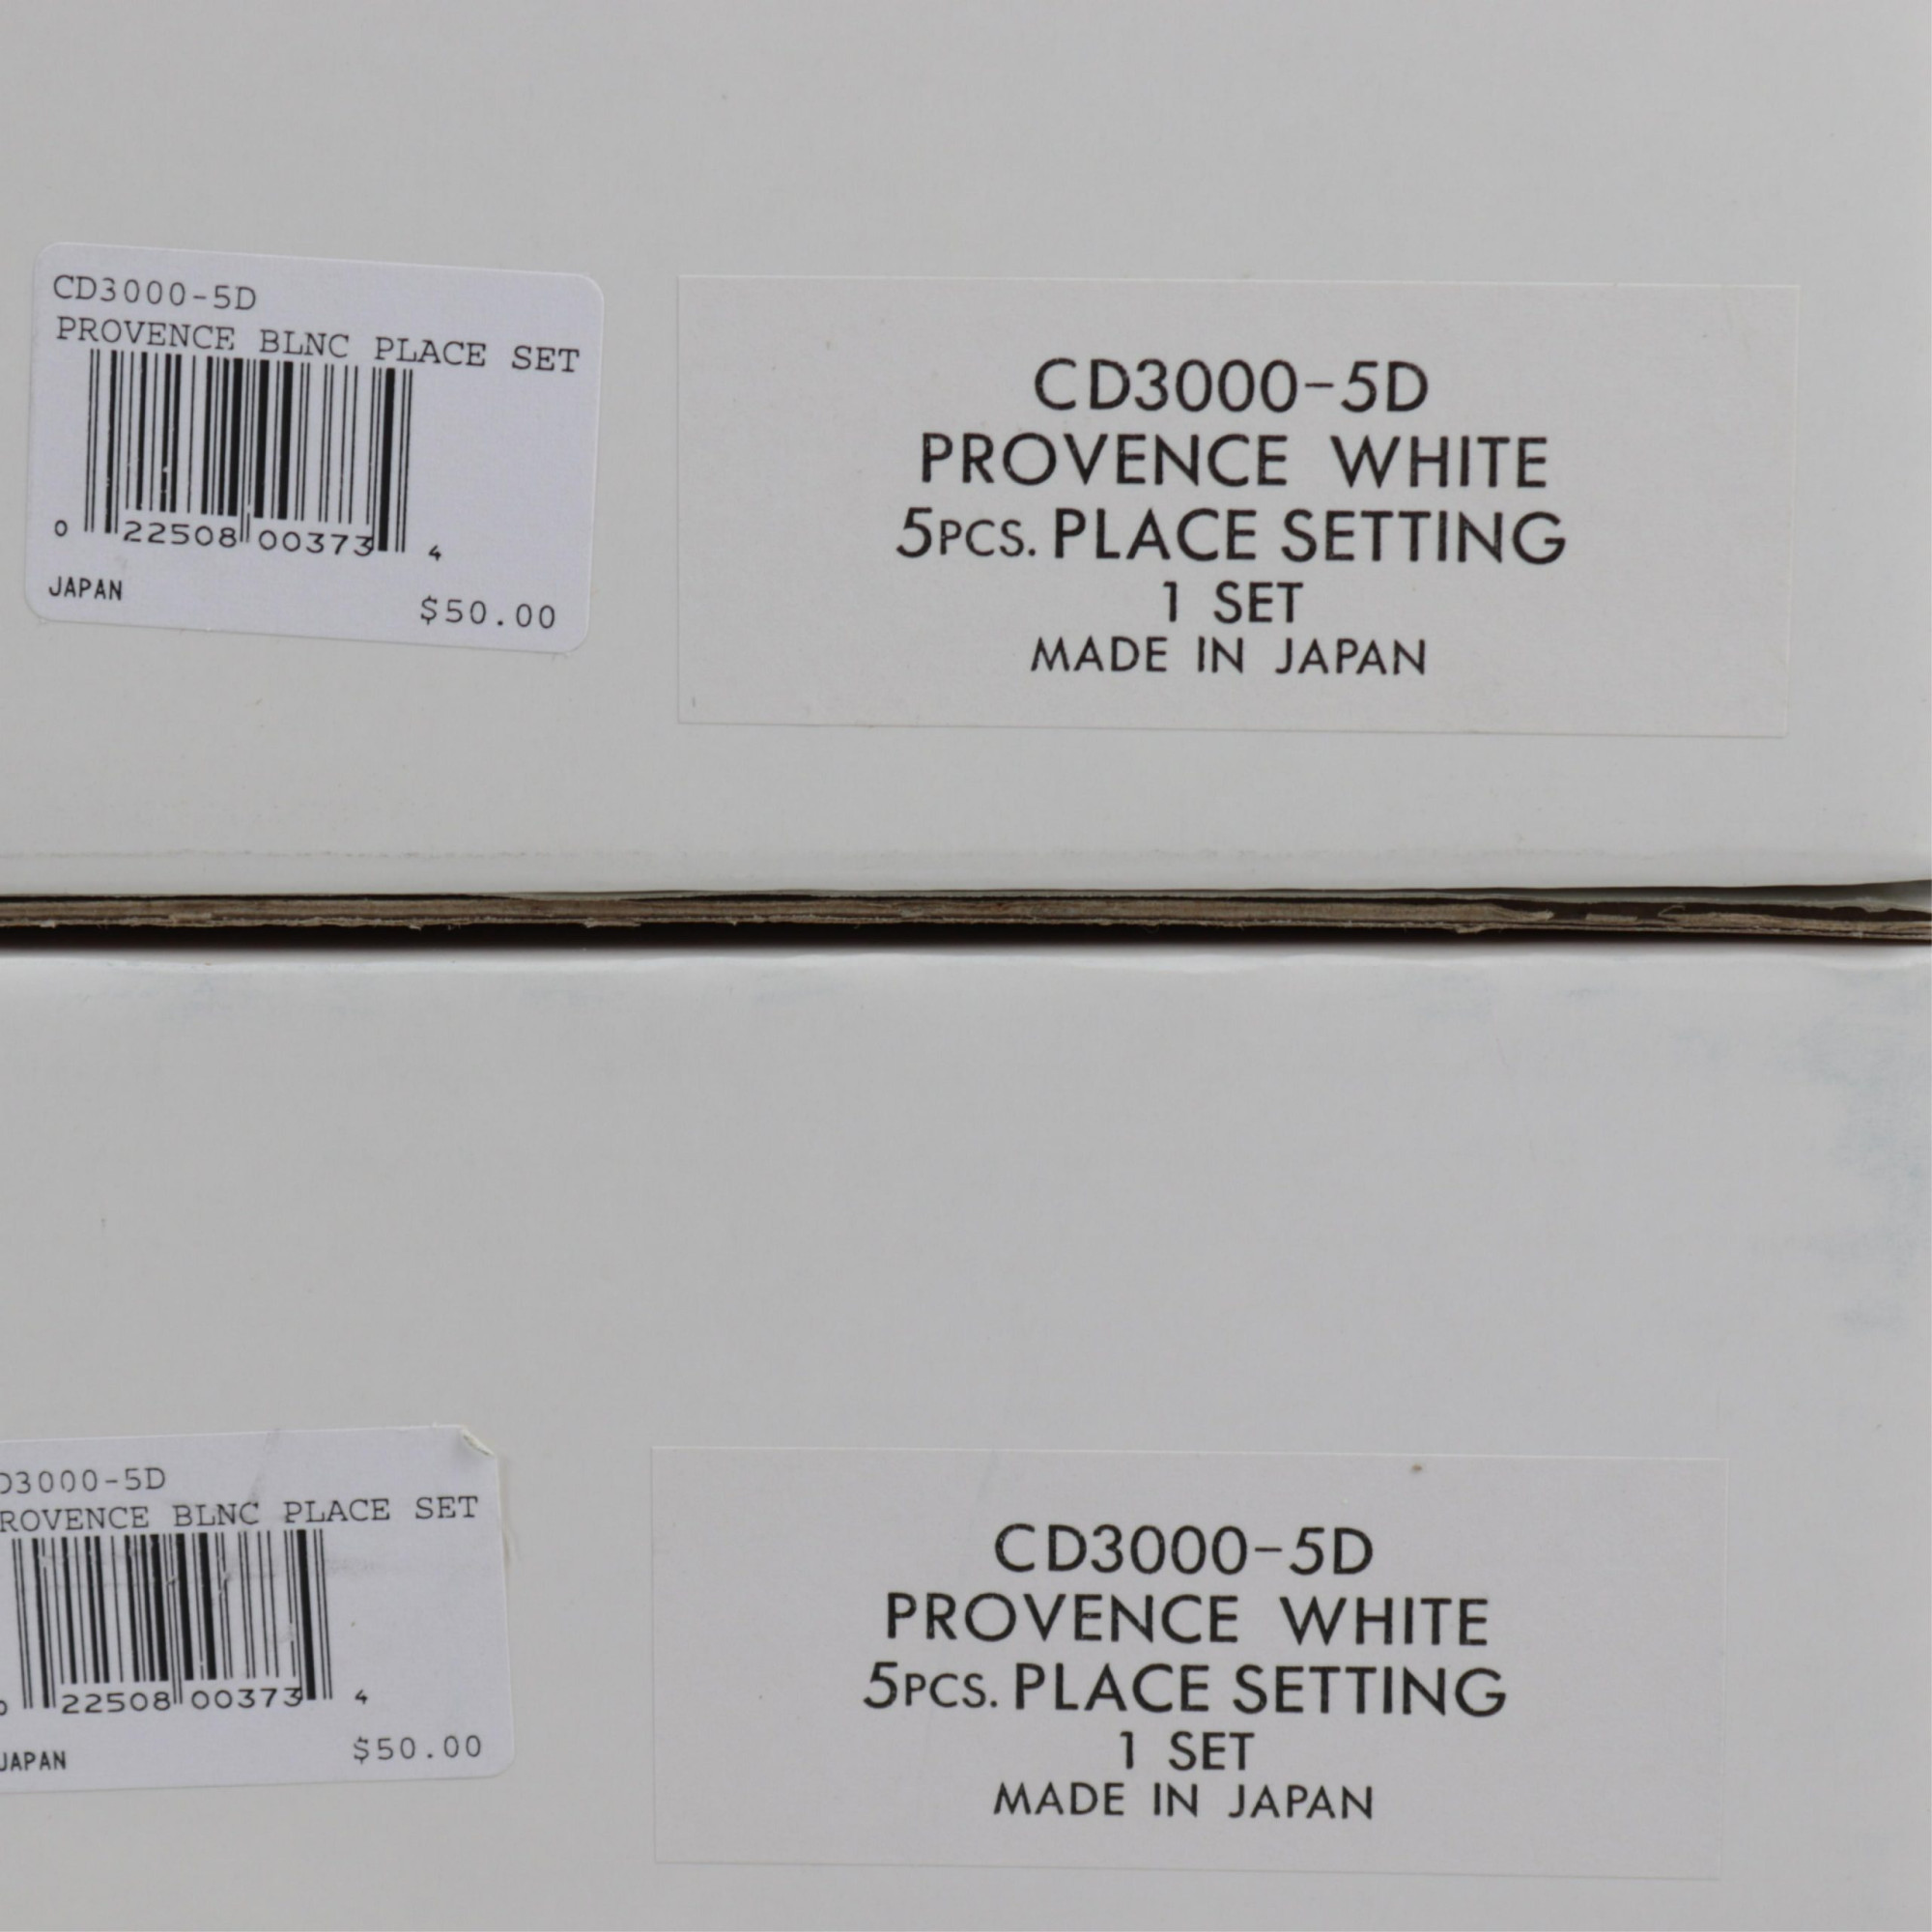 CD3000-5D
PROVENCE BLNC PLACE SET
0 22508 00373 4
JAPAN
$50.00
CD3000-5D
PROVENCE WHITE
5PCS. PLACE SETTING
1 SET
MADE IN JAPAN
D3000-5D
ROVENCE BLNC PLACE SET
0 22508 00373 4
JAPAN
$50.00
CD3000-5D
PROVENCE WHITE
5PCS. PLACE SETTING
1 SET
MADE IN JAPAN